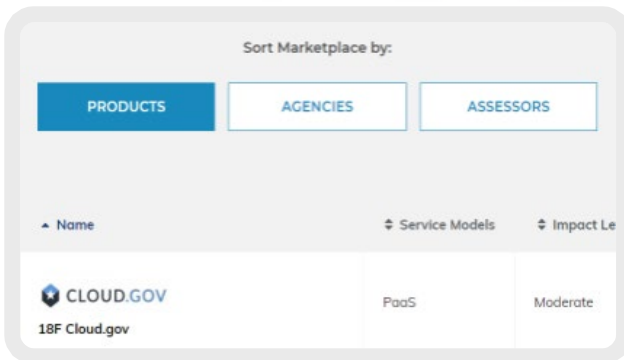 Sort Marketplace by:
PRODUCTS AGENCIES ASSESSORS
Name Service Models Impact Le
CLOUD.GOV PaaS Moderate
18F Cloud.gov